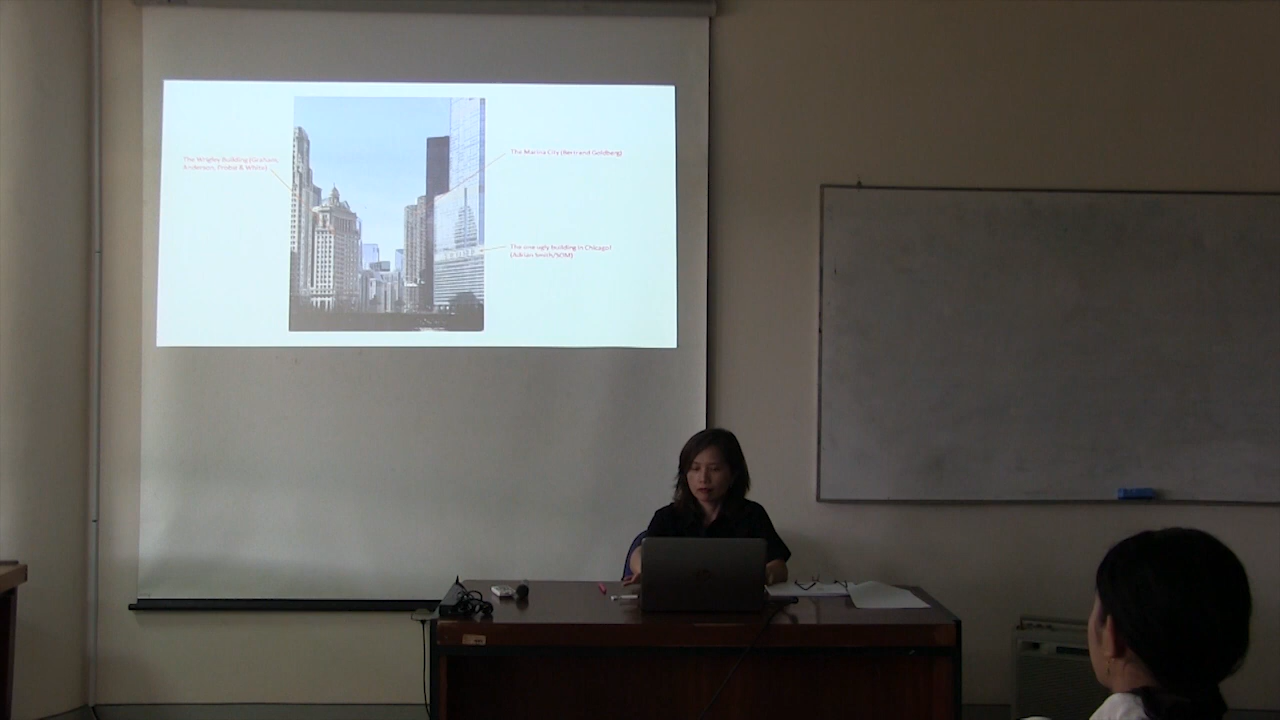 The Wrigley Building (Graham,
Anderson, Probst & White)
The Marina City (Bertrand Goldberg)
The one ugly building in Chicago!
(Adrian Smith/SOM)